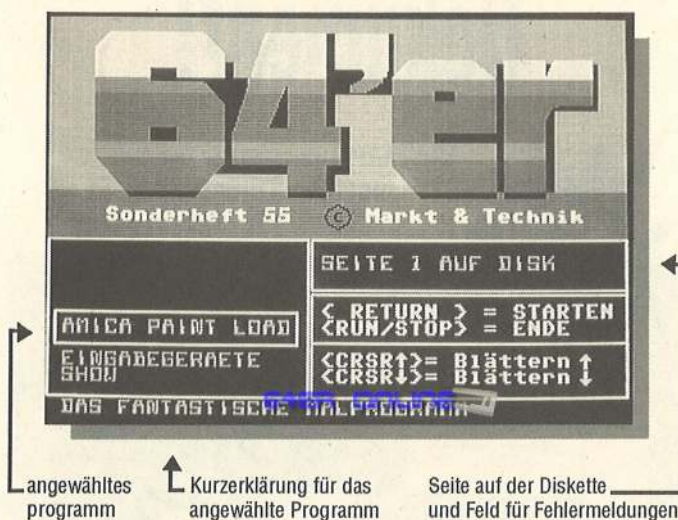 64'er
Sonderheft 55 © Markt & Technik
SEITE 1 AUF DISK
AMICA PAINT LOAD
EINGABEGERAETE
SHOW
< RETURN > = STARTEN
<RUN/STOP> = ENDE
<CRSR↑>= Blättern ↑
<CRSR↓>= Blättern ↓
DAS FANTASTISCHE MALPROGRAMM
64ER ONLINE
angewähltes
programm
Kurzerklärung für das
angewählte Programm
Seite auf der Diskette
und Feld für Fehlermeldungen